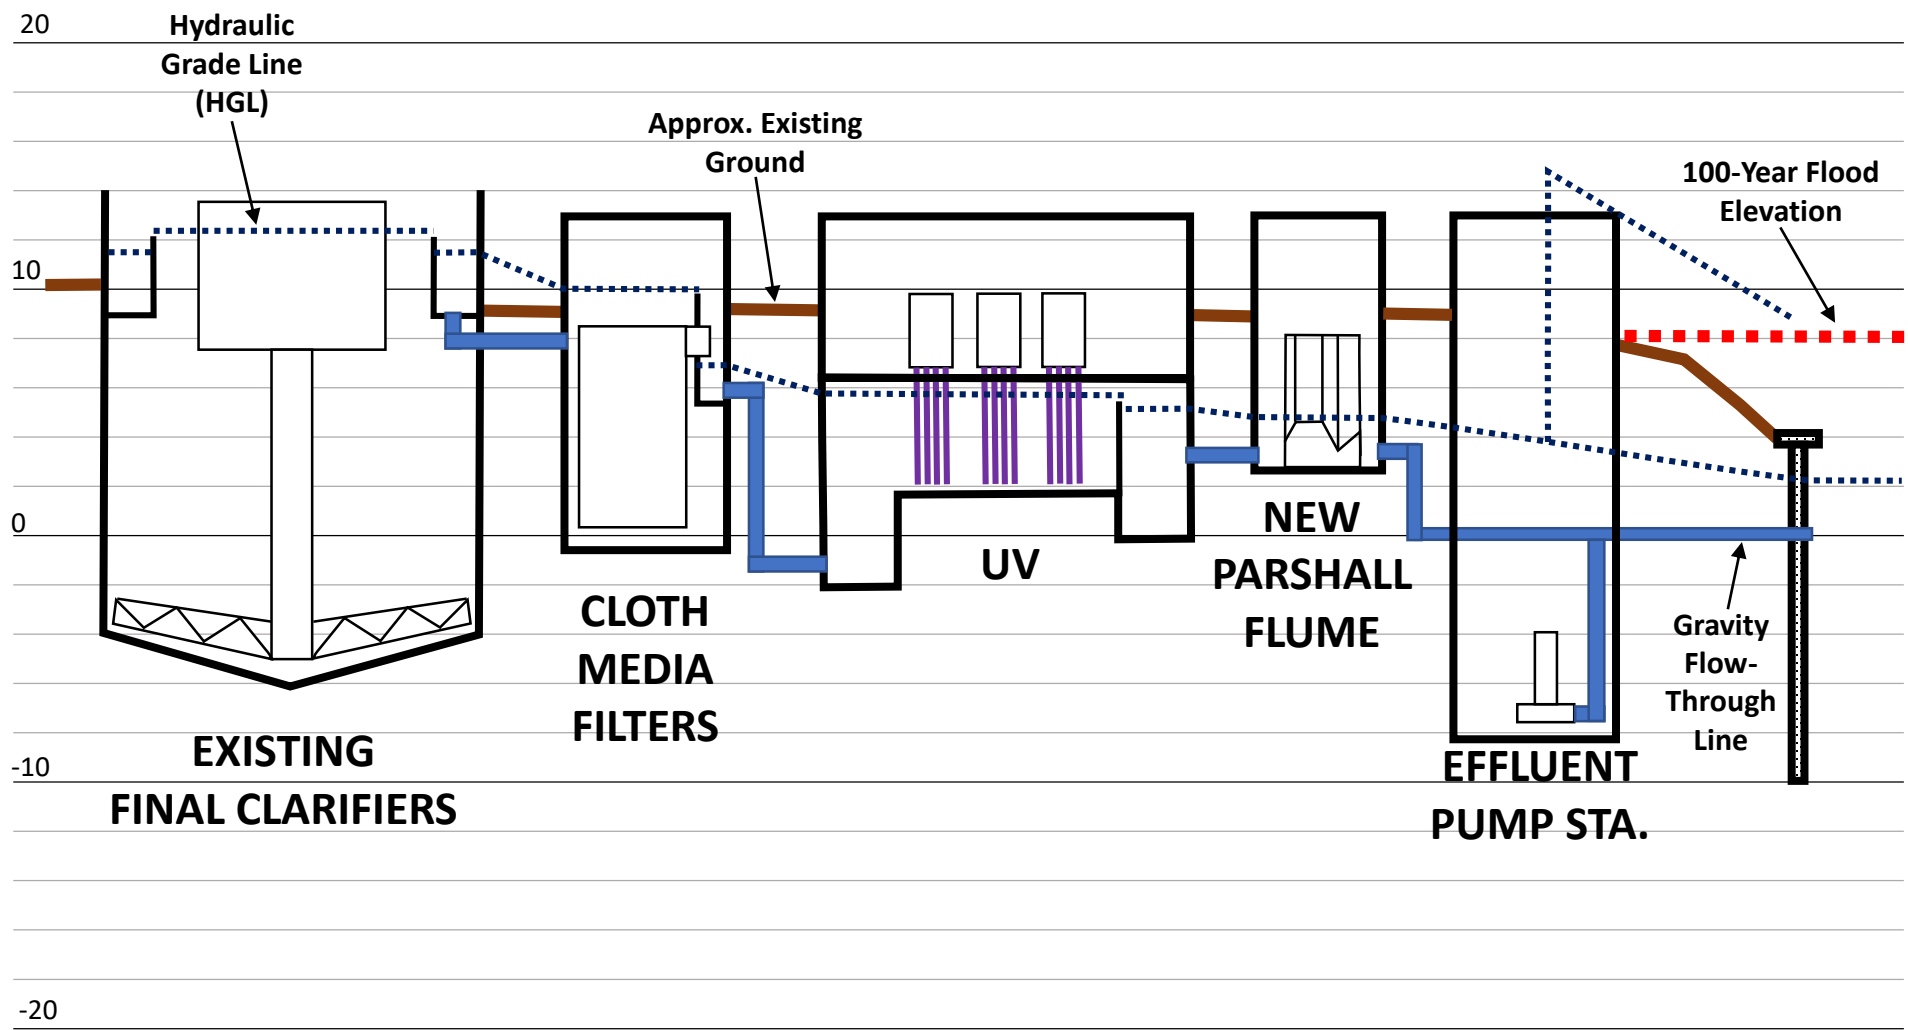 20
Hydraulic
Grade Line
(HGL)
Approx. Existing
Ground
100-Year Flood
Elevation
10
0
NEW
PARSHALL
FLUME
UV
CLOTH
MEDIA
FILTERS
Gravity
Flow-
Through
Line
EXISTING
FINAL CLARIFIERS
-10
EFFLUENT
PUMP STA.
-20